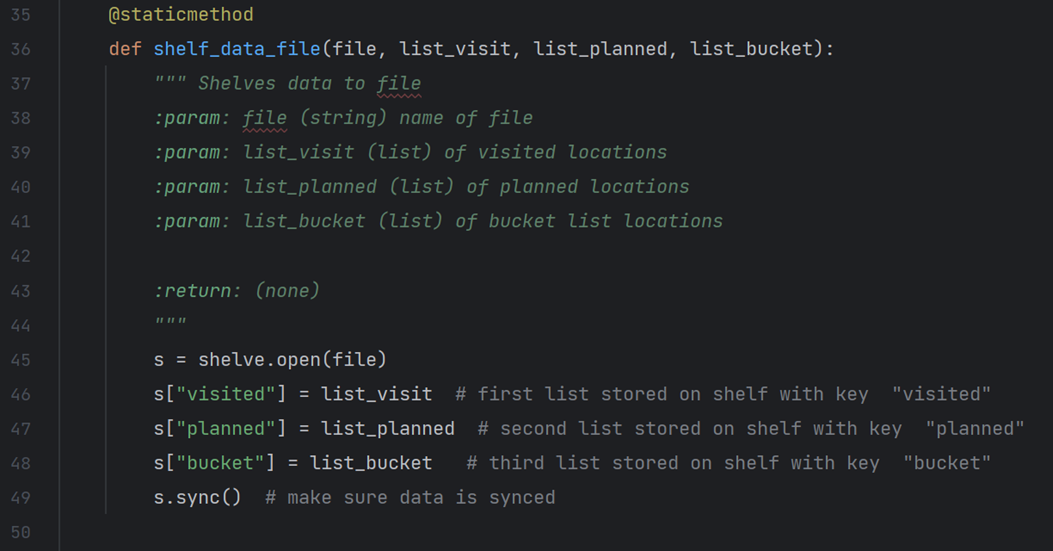 35 @staticmethod
36 def shelf_data_file(file, list_visit, list_planned, list_bucket):
37 """ Shelves data to file
38 :param: file (string) name of file
39 :param: list_visit (list) of visited locations
40 :param: list_planned (list) of planned locations
41 :param: list_bucket (list) of bucket list locations
42
43 :return: (none)
44 """
45 s = shelve.open(file)
46 s["visited"] = list_visit  # first list stored on shelf with key  "visited"
47 s["planned"] = list_planned  # second list stored on shelf with key  "planned"
48 s["bucket"] = list_bucket   # third list stored on shelf with key  "bucket"
49 s.sync()  # make sure data is synced
50